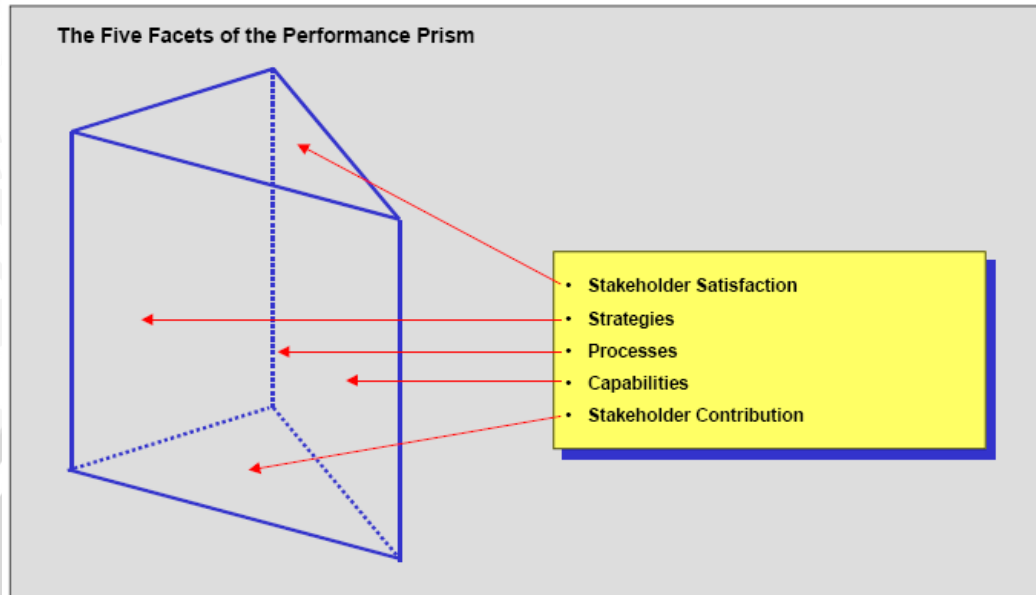 The Five Facets of the Performance Prism
• Stakeholder Satisfaction
• Strategies
• Processes
• Capabilities
• Stakeholder Contribution